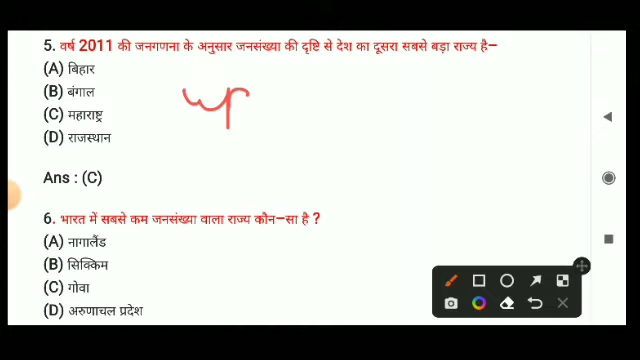 5. वर्ष 2011 की जनगणना के अनुसार जनसंख्या की दृष्टि से देश का दूसरा सबसे बड़ा राज्य है–
(A) बिहार
(B) बंगाल
(C) महाराष्ट्र
(D) राजस्थान
Ans : (C)
6. भारत में सबसे कम जनसंख्या वाला राज्य कौन–सा है ?
(A) नागालैंड
(B) सिक्किम
(C) गोवा
(D) अरुणाचल प्रदेश